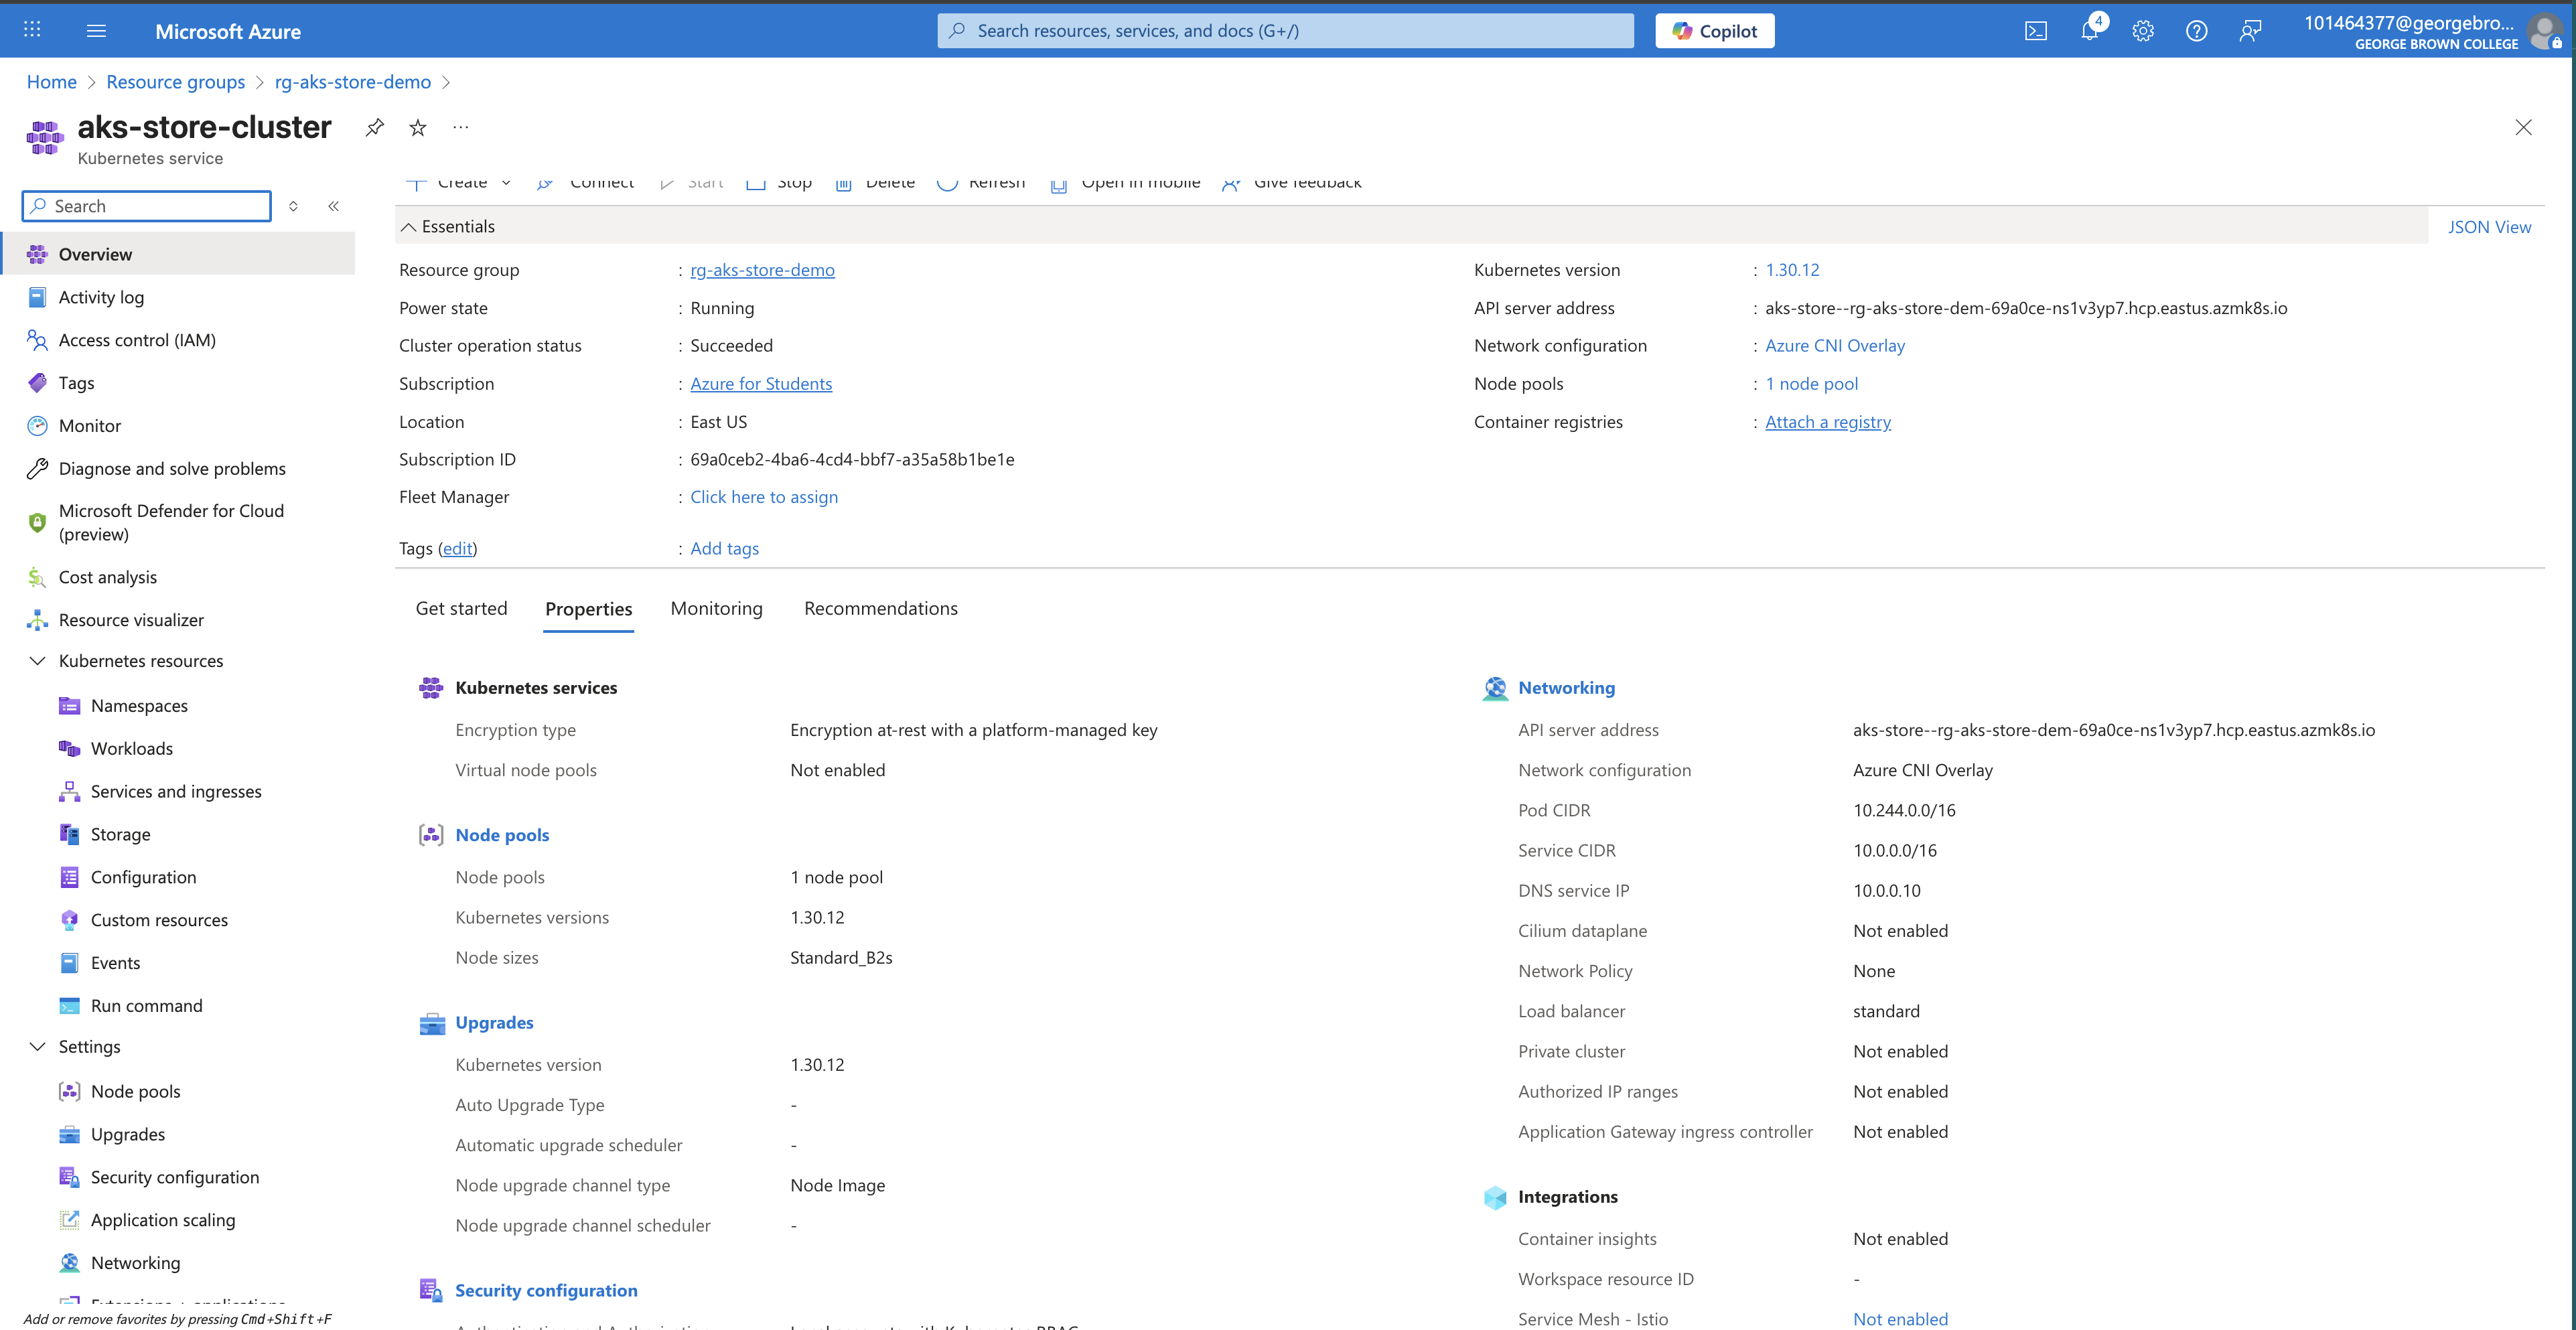 Microsoft Azure
Search resources, services, and docs (G+/)
Copilot
4
101464377@georgebro...
GEORGE BROWN COLLEGE
Home > Resource groups > rg-aks-store-demo >
aks-store-cluster
Kubernetes service
Search
Overview
Activity log
Access control (IAM)
Tags
Monitor
Diagnose and solve problems
Microsoft Defender for Cloud
(preview)
Cost analysis
Resource visualizer
Kubernetes resources
Namespaces
Workloads
Services and ingresses
Storage
Configuration
Custom resources
Events
Run command
Settings
Node pools
Upgrades
Security configuration
Application scaling
Networking
Add or remove favorites by pressing Cmd+Shift+F
Create Connect Start Stop Delete Refresh Open in mobile Give feedback
Essentials
JSON View
Resource group : rg-aks-store-demo
Power state : Running
Cluster operation status : Succeeded
Subscription : Azure for Students
Location : East US
Subscription ID : 69a0ceb2-4ba6-4cd4-bbf7-a35a58b1be1e
Fleet Manager : Click here to assign
Tags (edit) : Add tags
Kubernetes version : 1.30.12
API server address : aks-store--rg-aks-store-dem-69a0ce-ns1v3yp7.hcp.eastus.azmk8s.io
Network configuration : Azure CNI Overlay
Node pools : 1 node pool
Container registries : Attach a registry
Get started Properties Monitoring Recommendations
Kubernetes services
Encryption type Encryption at-rest with a platform-managed key
Virtual node pools Not enabled
Node pools
Node pools 1 node pool
Kubernetes versions 1.30.12
Node sizes Standard_B2s
Upgrades
Kubernetes version 1.30.12
Auto Upgrade Type -
Automatic upgrade scheduler -
Node upgrade channel type Node Image
Node upgrade channel scheduler -
Security configuration
Networking
API server address aks-store--rg-aks-store-dem-69a0ce-ns1v3yp7.hcp.eastus.azmk8s.io
Network configuration Azure CNI Overlay
Pod CIDR 10.244.0.0/16
Service CIDR 10.0.0.0/16
DNS service IP 10.0.0.10
Cilium dataplane Not enabled
Network Policy None
Load balancer standard
Private cluster Not enabled
Authorized IP ranges Not enabled
Application Gateway ingress controller Not enabled
Integrations
Container insights Not enabled
Workspace resource ID -
Service Mesh - Istio Not enabled